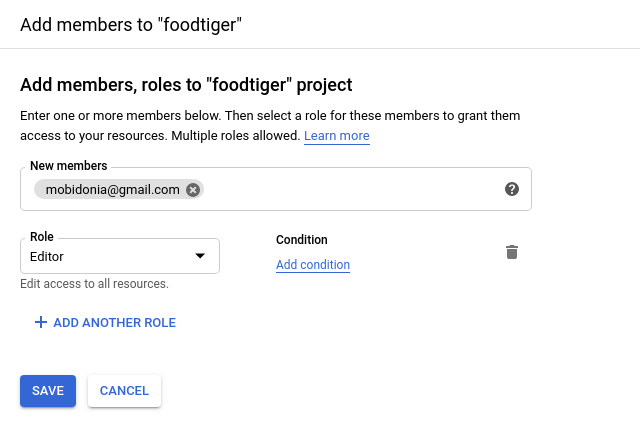 Add members to "foodtiger"
Add members, roles to "foodtiger" project
Enter one or more members below. Then select a role for these members to grant them
access to your resources. Multiple roles allowed. Learn more
New members
mobidonia@gmail.com
Role
Condition
Editor
Add condition
Edit access to all resources.
ADD ANOTHER ROLE
SAVE
CANCEL